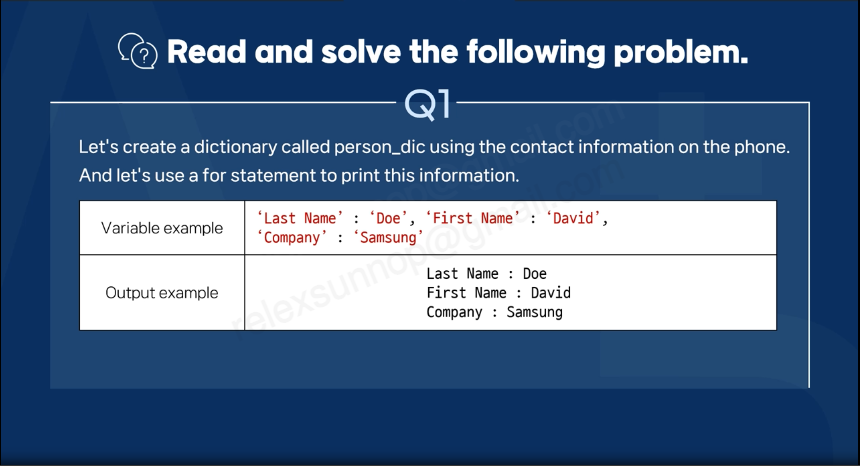 Read and solve the following problem.
Q1
Let's create a dictionary called person_dic using the contact information on the phone.
And let's use a for statement to print this information.
Variable example
‘Last Name’ : ‘Doe’, ‘First Name’ : ‘David’,
‘Company’ : ‘Samsung’
Output example
Last Name : Doe
First Name : David
Company : Samsung
relexsunnop@gmail.com